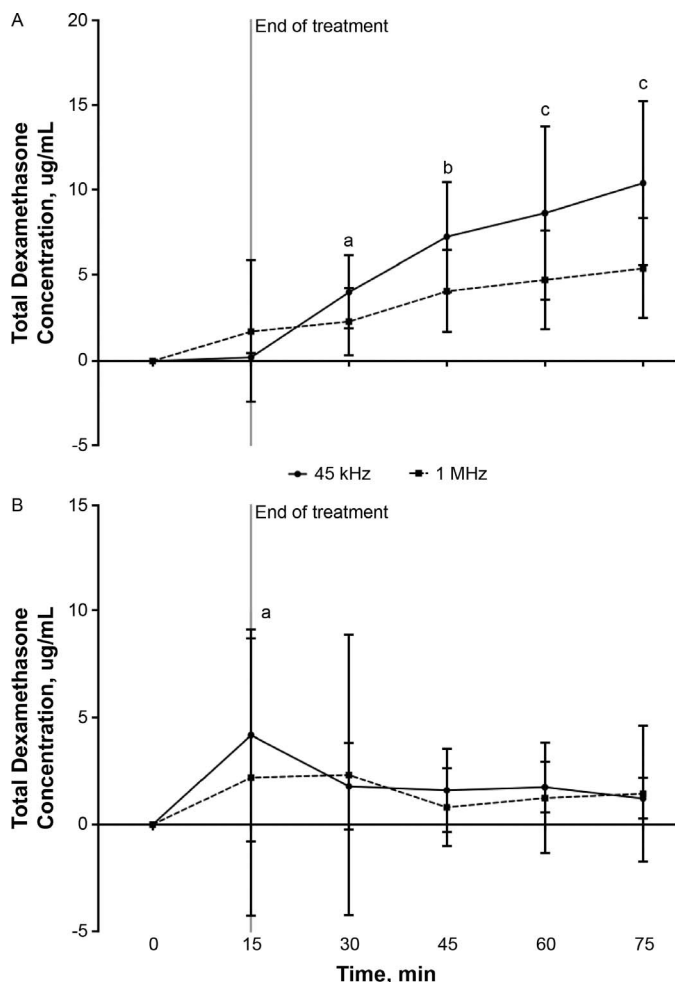 A
20
End of treatment
15
10
5
0
-5
a
b
c
c
Total Dexamethasone
Concentration, ug/mL
45 kHz
1 MHz
B
15
End of treatment
10
5
0
-5
a
Total Dexamethasone
Concentration, ug/mL
0 15 30 45 60 75
Time, min